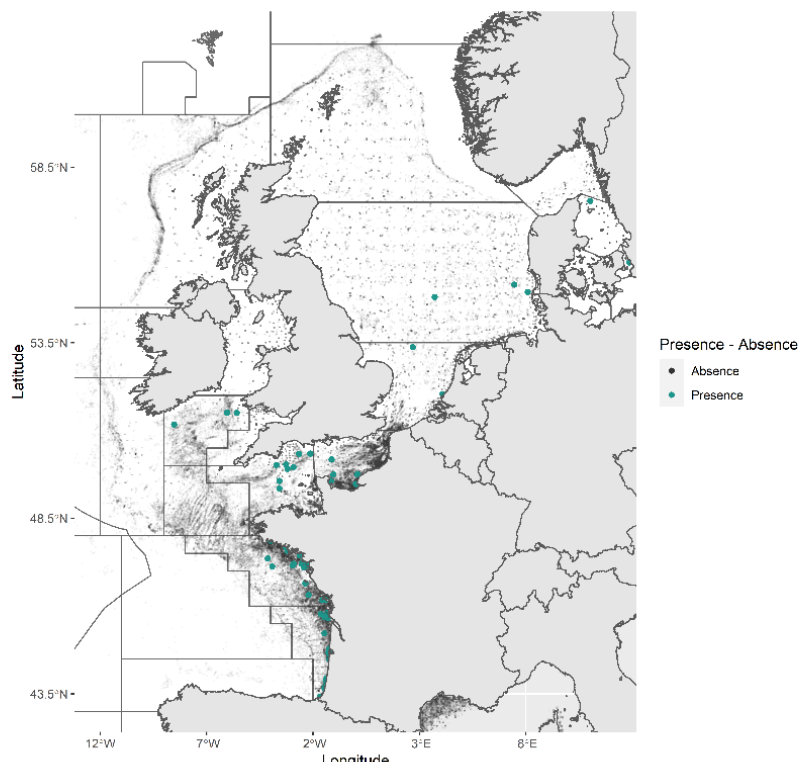 58.5°N
53.5°N
48.5°N
43.5°N
Latitude
12°W
7°W
2°W
3°E
8°E
Longitude
Presence - Absence
Absence
Presence